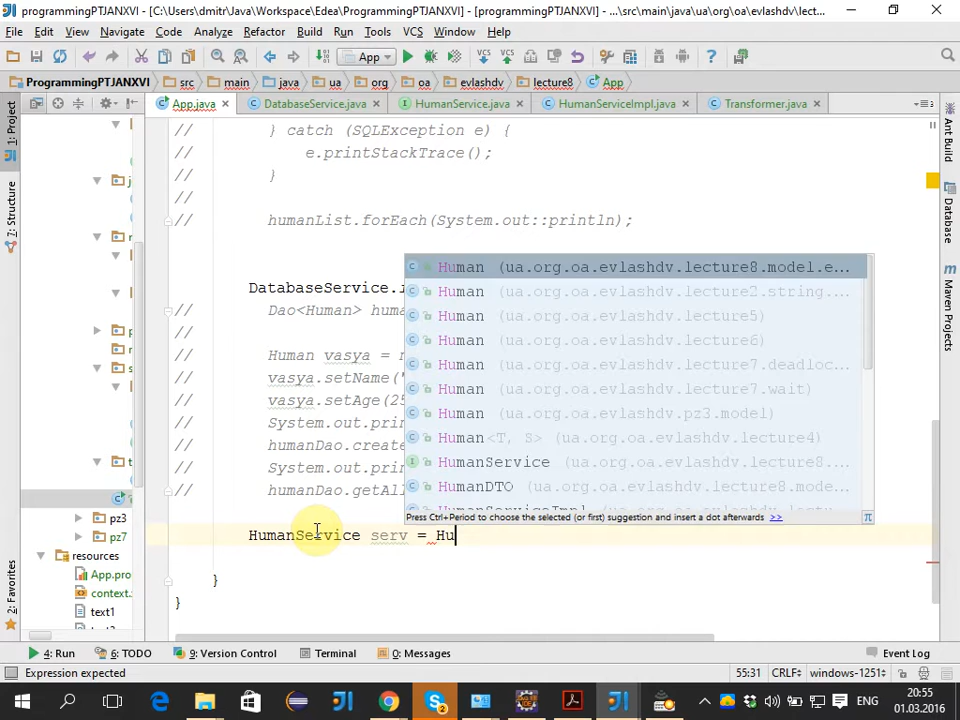 ProgrammingPTJANXVI - [C:\Users\dmitr\Java\Workspace\Edea\ProgrammingPTJANXVI] - [programming] - ...\src\main\java\ua\org\oa\evlashdv\lect...
File Edit View Navigate Code Analyze Refactor Build Run Tools VCS Window Help
App
ProgrammingPTJANXVI src main java ua org oa evlashdv lecture8 App
App.java DatabaseService.java HumanService.java HumanServiceImpl.java Transformer.java
1: Project
7: Structure
2: Favorites
Ant Build
Database
Maven Projects
// } catch (SQLException e) {
// e.printStackTrace();
// }
//
// humanList.forEach(System.out::println);
DatabaseService.
// Dao<Human> huma
// Human vasya =
// vasya.setName(
// vasya.setAge(25
// System.out.prin
// humanDao.create
// System.out.prin
// humanDao.getAll
HumanService serv = Hu
}
}
Human (ua.org.oa.evlashdv.lecture8.model.e...
Human (ua.org.oa.evlashdv.lecture2.string....
Human (ua.org.oa.evlashdv.lecture5)
Human (ua.org.oa.evlashdv.lecture6)
Human (ua.org.oa.evlashdv.lecture7.deadloc...
Human (ua.org.oa.evlashdv.lecture7.wait)
Human (ua.org.oa.evlashdv.pz3.model)
Human<T, S> (ua.org.oa.evlashdv.lecture4)
HumanService (ua.org.oa.evlashdv.lecture8.
HumanDTO (ua.org.oa.evlashdv.lecture8.mode...
Press Ctrl+Period to choose the selected (or first) suggestion and insert a dot afterwards >> π
pz3
pz7
resources
App.pro
context.
text1
4: Run 6: TODO 9: Version Control Terminal 0: Messages Event Log
Expression expected 55:31 CRLF÷ windows-1251÷
ENG
20:55
01.03.2016